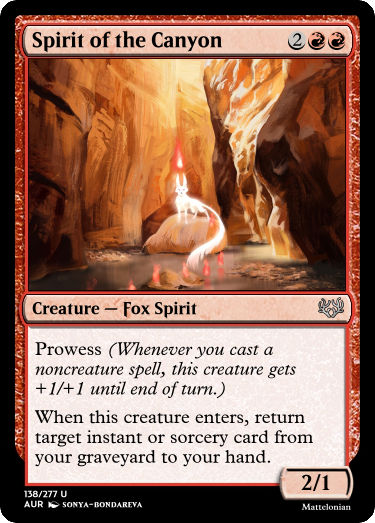 Spirit of the Canyon 2
Creature — Fox Spirit
Prowess (Whenever you cast a
noncreature spell, this creature gets
+1/+1 until end of turn.)
When this creature enters, return
target instant or sorcery card from
your graveyard to your hand.
2/1
138/277 U
AUR SONYA-BONDAREVA
Mattelonian